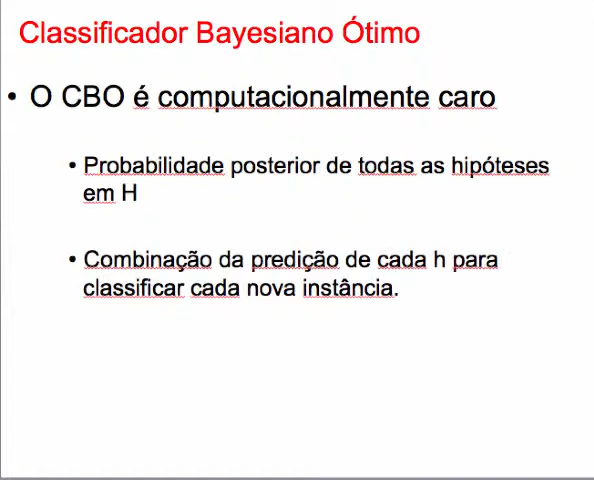 Classificador Bayesiano Ótimo
• O CBO é computacionalmente caro
• Probabilidade posterior de todas as hipóteses
em H
• Combinação da predição de cada h para
classificar cada nova instância.